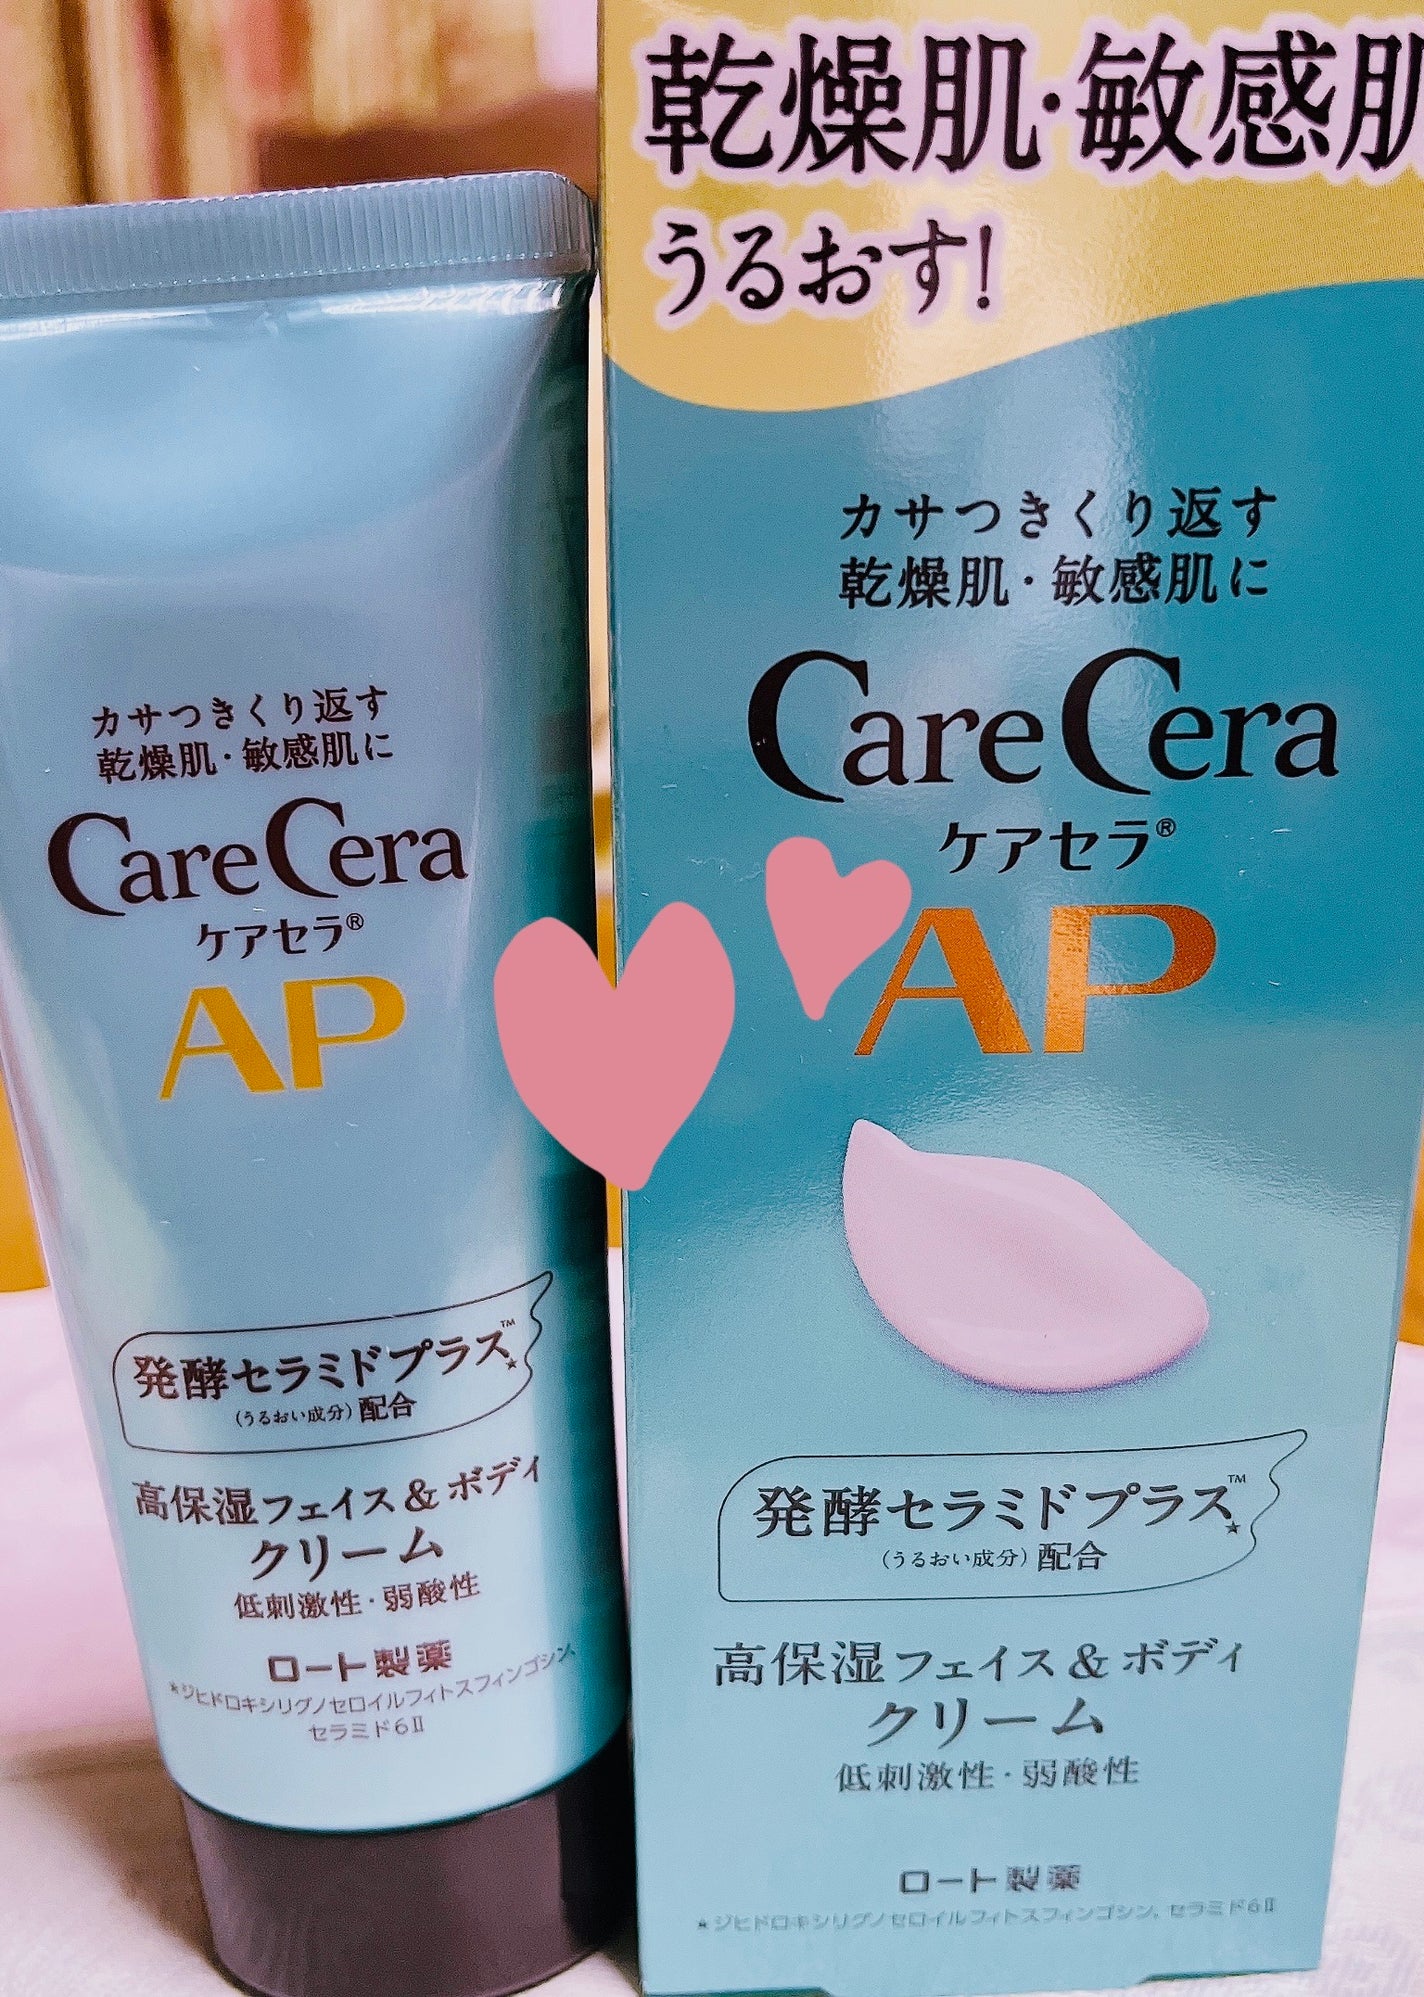 カサつきくり返す
乾燥肌・敏感肌に
CareCera
ケアセラ®
AP
発酵セラミドプラス™★
(うるおい成分) 配合
高保湿フェイス＆ボディ
クリーム
低刺激性・弱酸性
ロート製薬
★ジヒドロキシリグノセロイルフィトスフィンゴシン、
セラミド6Ⅱ
乾燥肌・敏感肌
うるおす!
カサつきくり返す
乾燥肌・敏感肌に
CareCera
ケアセラ®
AP
発酵セラミドプラス™★
(うるおい成分) 配合
高保湿フェイス＆ボディ
クリーム
低刺激性・弱酸性
ロート製薬
★ジヒドロキシリグノセロイルフィトスフィンゴシン、セラミド6Ⅱ